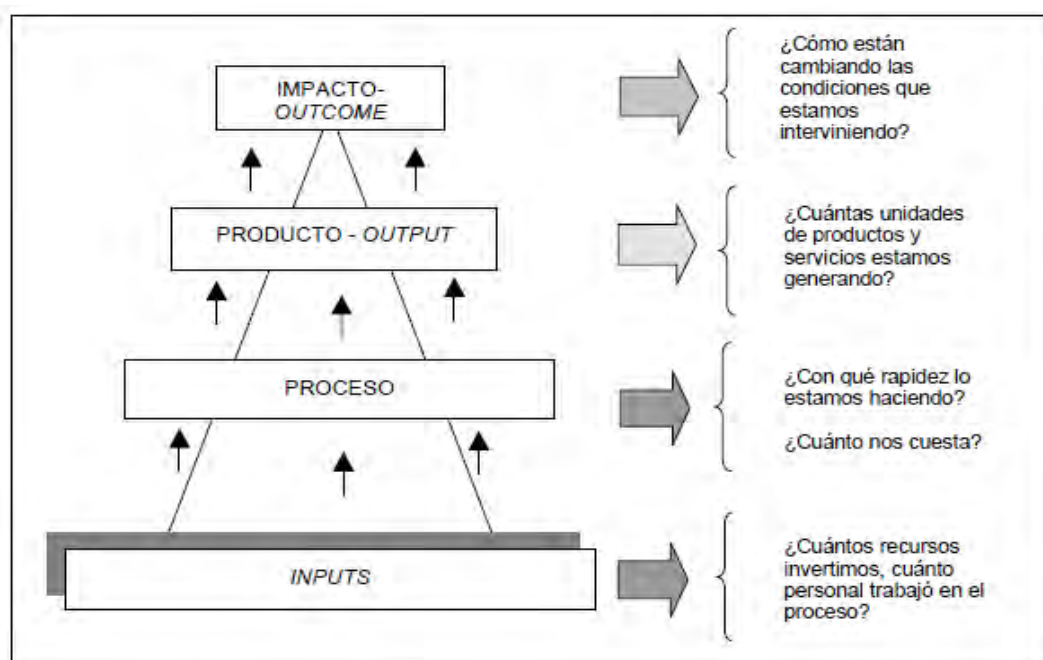 IMPACTO-
OUTCOME
¿Cómo están
cambiando las
condiciones que
estamos
interviniendo?
PRODUCTO - OUTPUT
¿Cuántas unidades
de productos y
servicios estamos
generando?
PROCESO
¿Con qué rapidez lo
estamos haciendo?
¿Cuánto nos cuesta?
INPUTS
¿Cuántos recursos
invertimos, cuánto
personal trabajó en el
proceso?